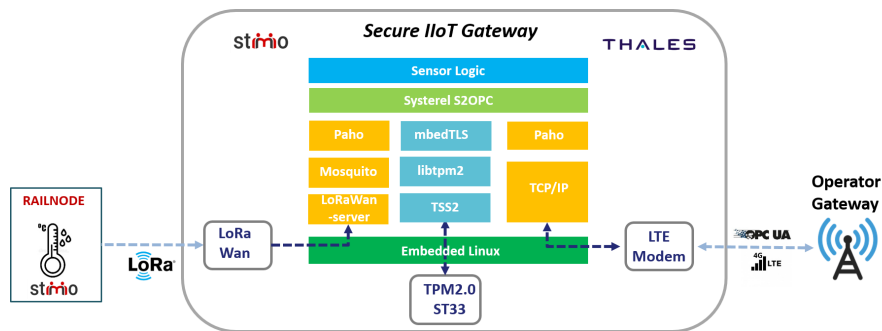 stimio
Secure IIoT Gateway
THALES
Sensor Logic
Systerel S2OPC
Paho
mbedTLS
Paho
Mosquito
libtpm2
TCP/IP
LoRaWan
-server
TSS2
Embedded Linux
RAILNODE
°C
stimio
LoRa
LoRa
Wan
TPM2.0
ST33
LTE
Modem
OPC UA
4G
LTE
Operator
Gateway